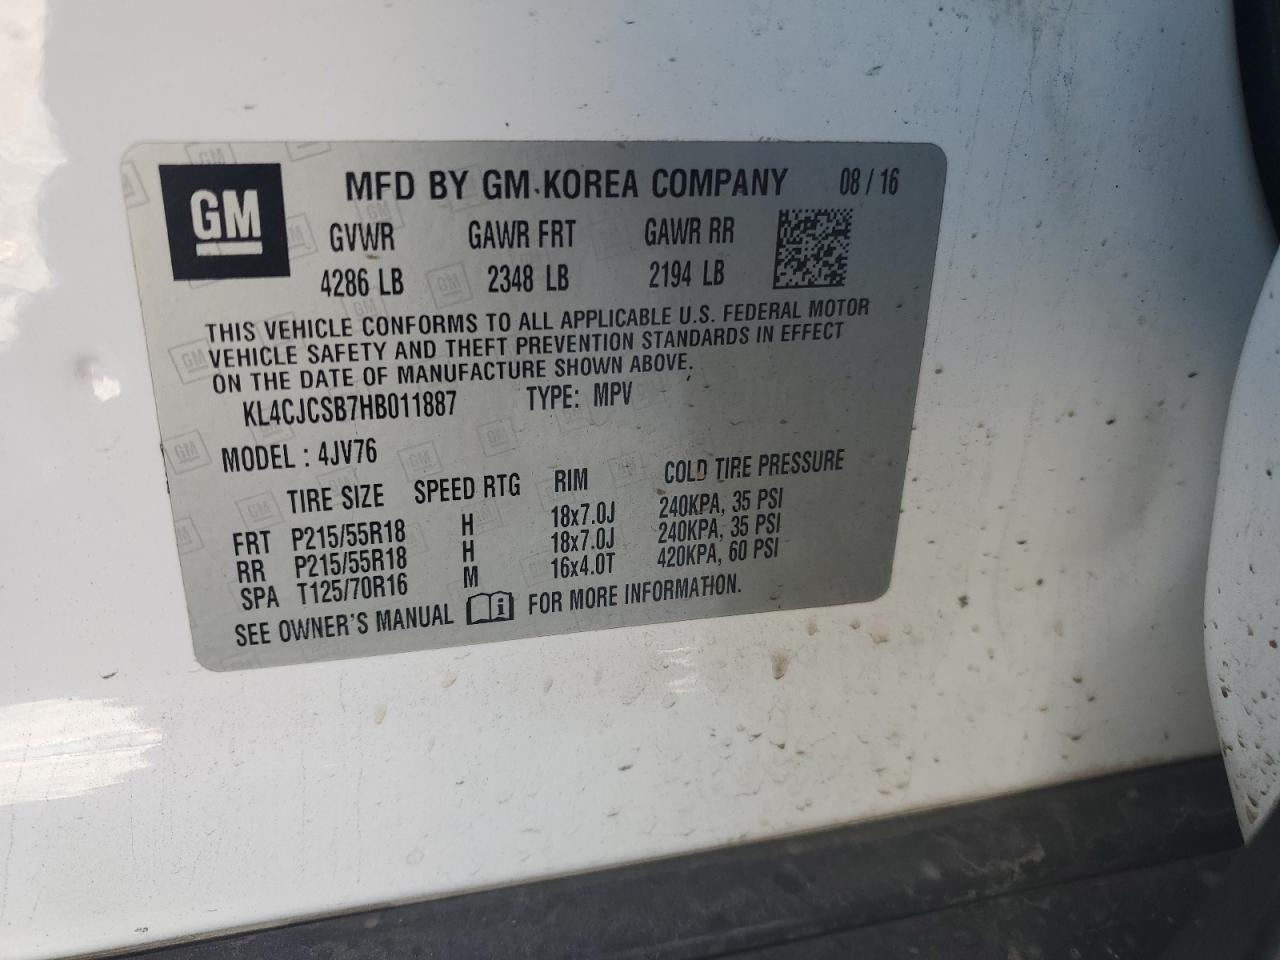 GM MFD BY GM KOREA COMPANY 08 / 16
GVWR GAWR FRT GAWR RR
4286 LB 2348 LB 2194 LB
THIS VEHICLE CONFORMS TO ALL APPLICABLE U.S. FEDERAL MOTOR
VEHICLE SAFETY AND THEFT PREVENTION STANDARDS IN EFFECT
ON THE DATE OF MANUFACTURE SHOWN ABOVE.
KL4CJCSB7HB011887 TYPE: MPV
MODEL : 4JV76
TIRE SIZE SPEED RTG RIM COLD TIRE PRESSURE
FRT P215/55R18 H 18x7.0J 240KPA, 35 PSI
RR P215/55R18 H 18x7.0J 240KPA, 35 PSI
SPA T125/70R16 M 16x4.0T 420KPA, 60 PSI
SEE OWNER'S MANUAL FOR MORE INFORMATION.